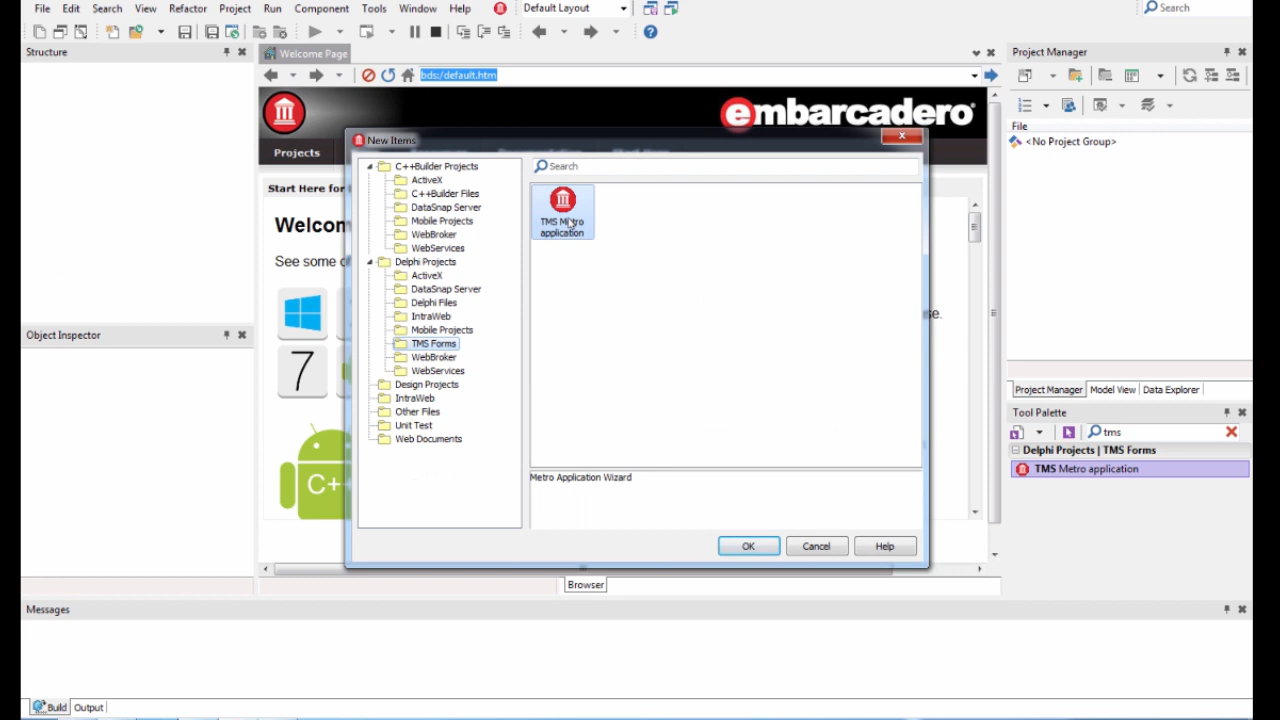 File Edit Search View Refactor Project Run Component Tools Window Help Default Layout Search
Structure
Welcome Page
Project Manager
bds:/default.htm
embarcadero
File
<No Project Group>
New Items
Projects
C++Builder Projects
ActiveX
C++Builder Files
DataSnap Server
Mobile Projects
WebBroker
WebServices
Delphi Projects
ActiveX
DataSnap Server
Delphi Files
IntraWeb
Mobile Projects
TMS Forms
WebBroker
WebServices
Design Projects
IntraWeb
Other Files
Unit Test
Web Documents
Search
TMS Metro
application
Metro Application Wizard
OK Cancel Help
Start Here for
Welcom
See some
se.
7
C+
Object Inspector
Browser
Project Manager Model View Data Explorer
Tool Palette
tms
Delphi Projects | TMS Forms
TMS Metro application
Messages
Build Output